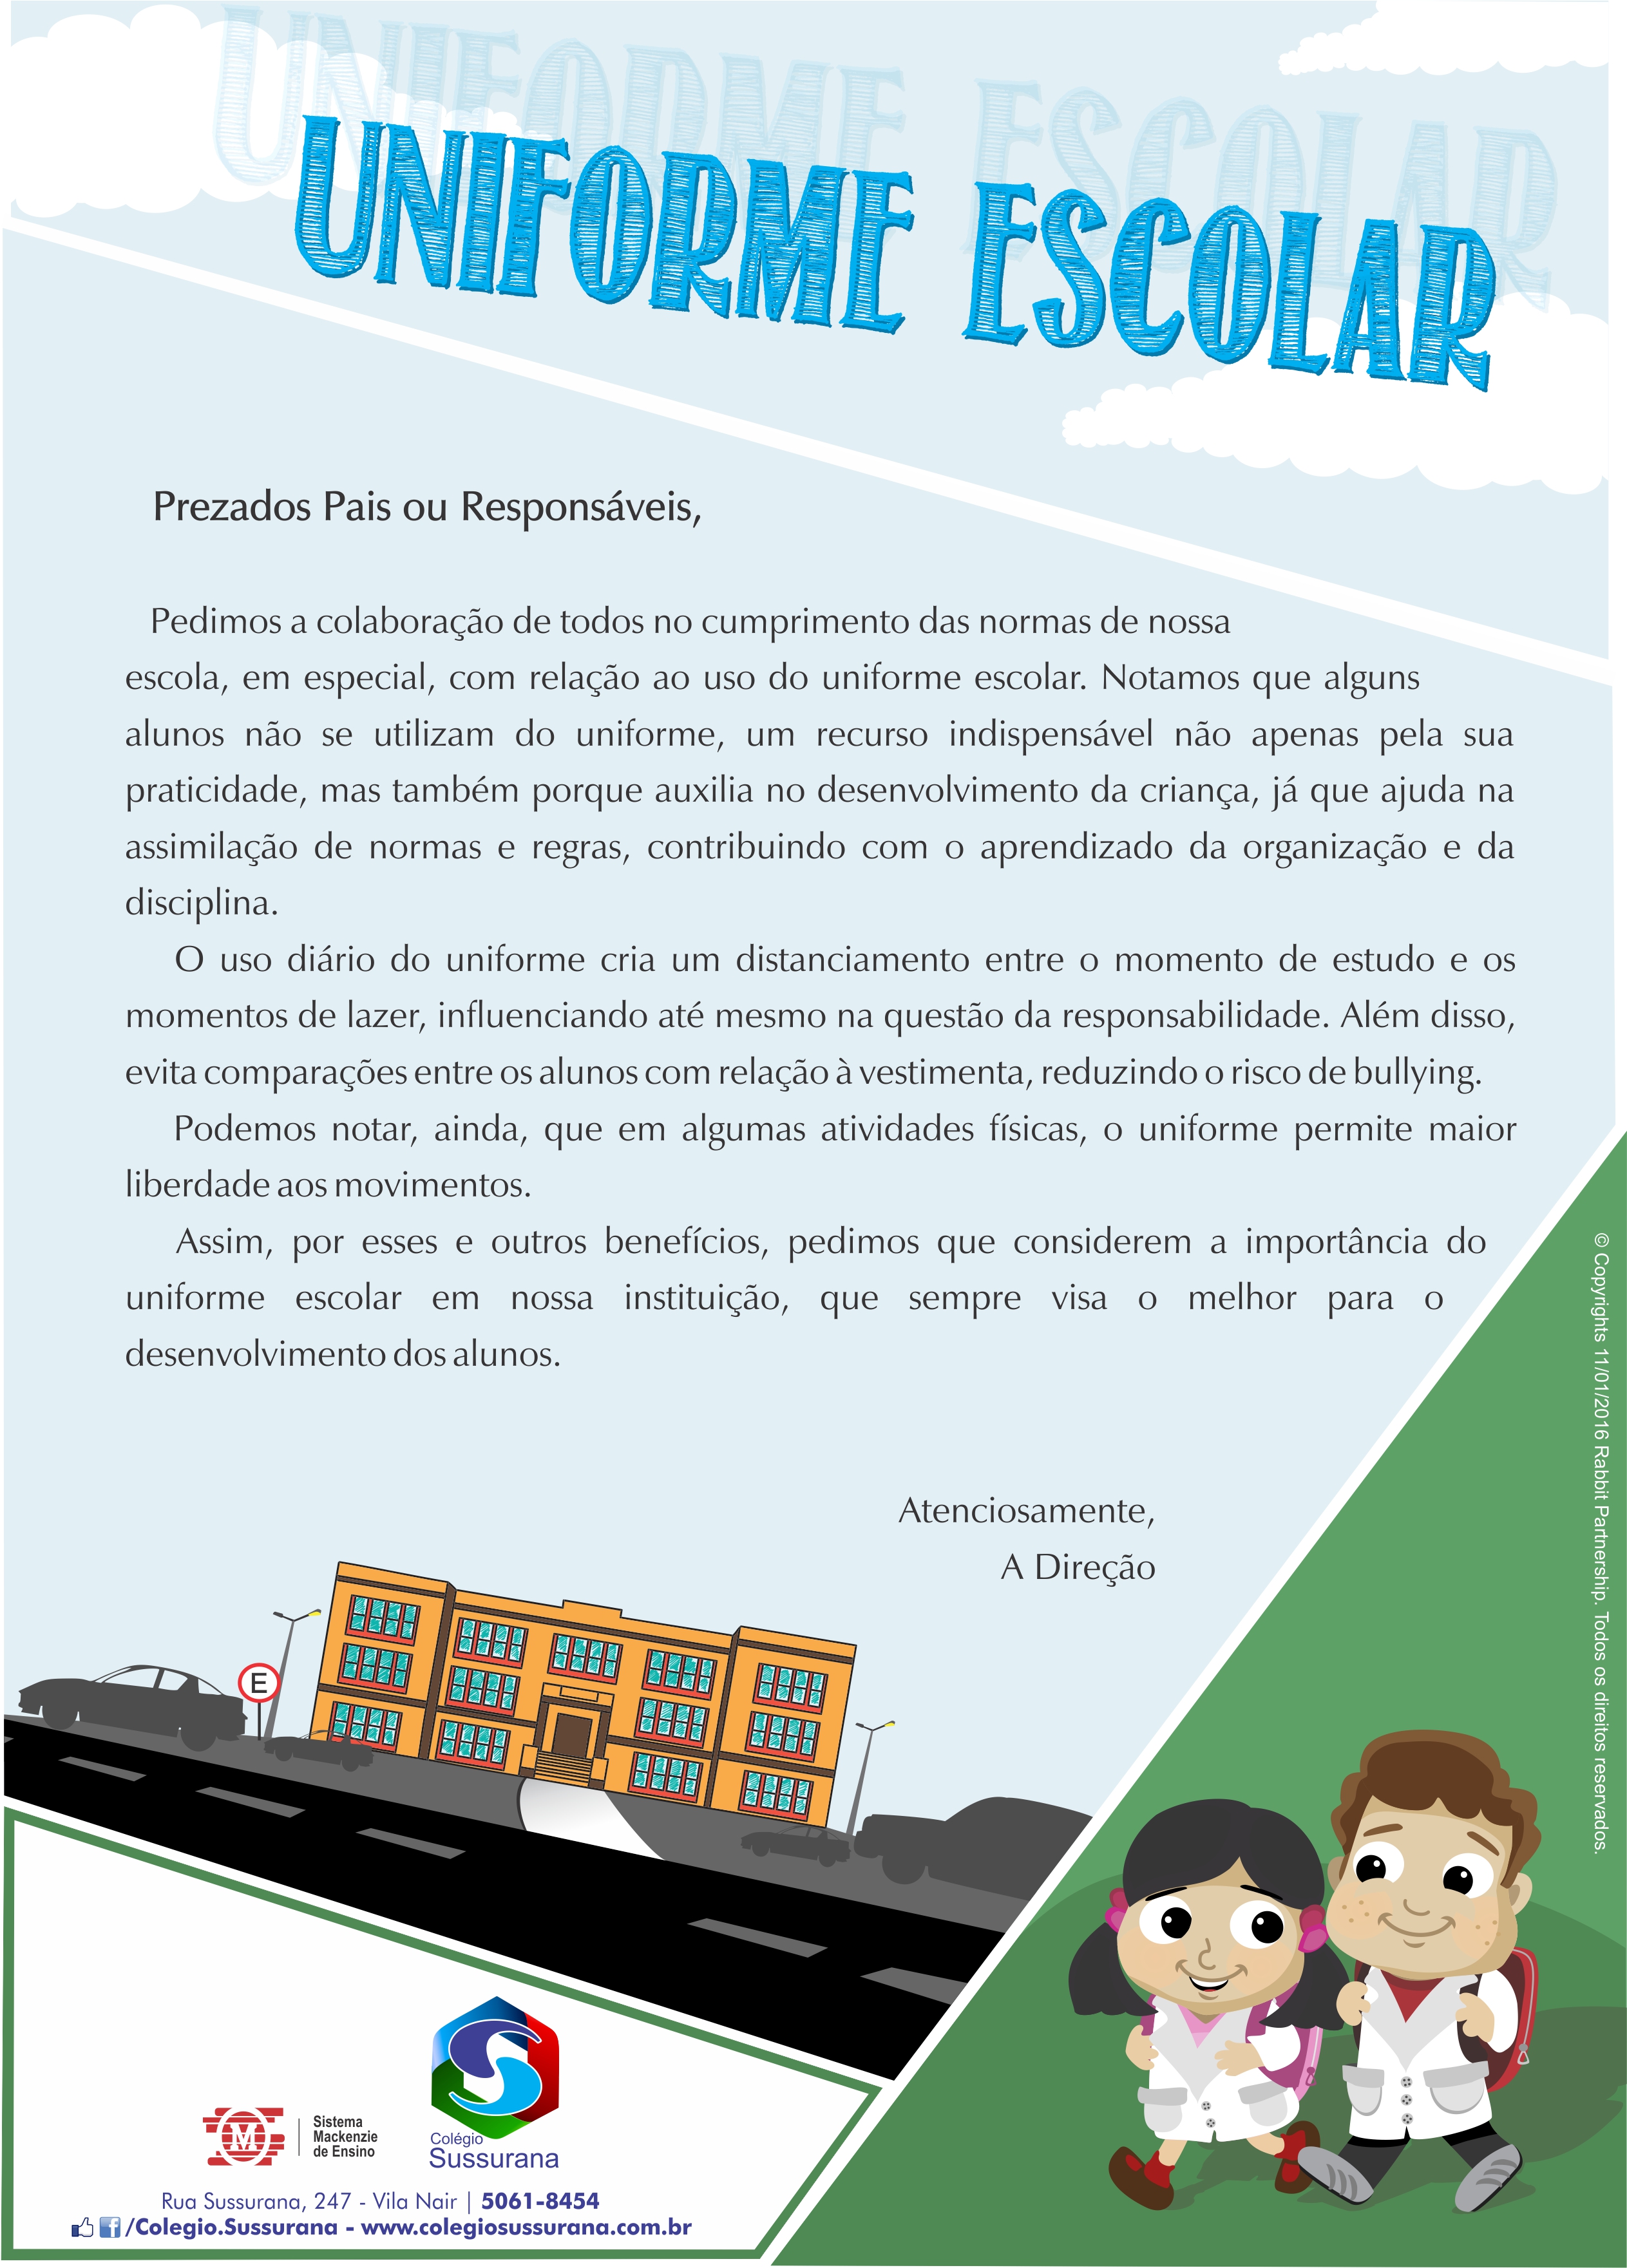 UNIFORME ESCOLAR
UNIFORME ESCOLAR
Prezados Pais ou Responsáveis,
Pedimos a colaboração de todos no cumprimento das normas de nossa
escola, em especial, com relação ao uso do uniforme escolar. Notamos que alguns
alunos não se utilizam do uniforme, um recurso indispensável não apenas pela sua
praticidade, mas também porque auxilia no desenvolvimento da criança, já que ajuda na
assimilação de normas e regras, contribuindo com o aprendizado da organização e da
disciplina.
O uso diário do uniforme cria um distanciamento entre o momento de estudo e os
momentos de lazer, influenciando até mesmo na questão da responsabilidade. Além disso,
evita comparações entre os alunos com relação à vestimenta, reduzindo o risco de bullying.
Podemos notar, ainda, que em algumas atividades físicas, o uniforme permite maior
liberdade aos movimentos.
Assim, por esses e outros benefícios, pedimos que considerem a importância do
uniforme escolar em nossa instituição, que sempre visa o melhor para o
desenvolvimento dos alunos.
Atenciosamente,
A Direção
© Copyrights 11/01/2016 Rabbit Partnership. Todos os direitos reservados.
E
M
Sistema
Mackenzie
de Ensino
Colégio
Sussurana
Rua Sussurana, 247 - Vila Nair | 5061-8454
f /Colegio.Sussurana - www.colegiosussurana.com.br